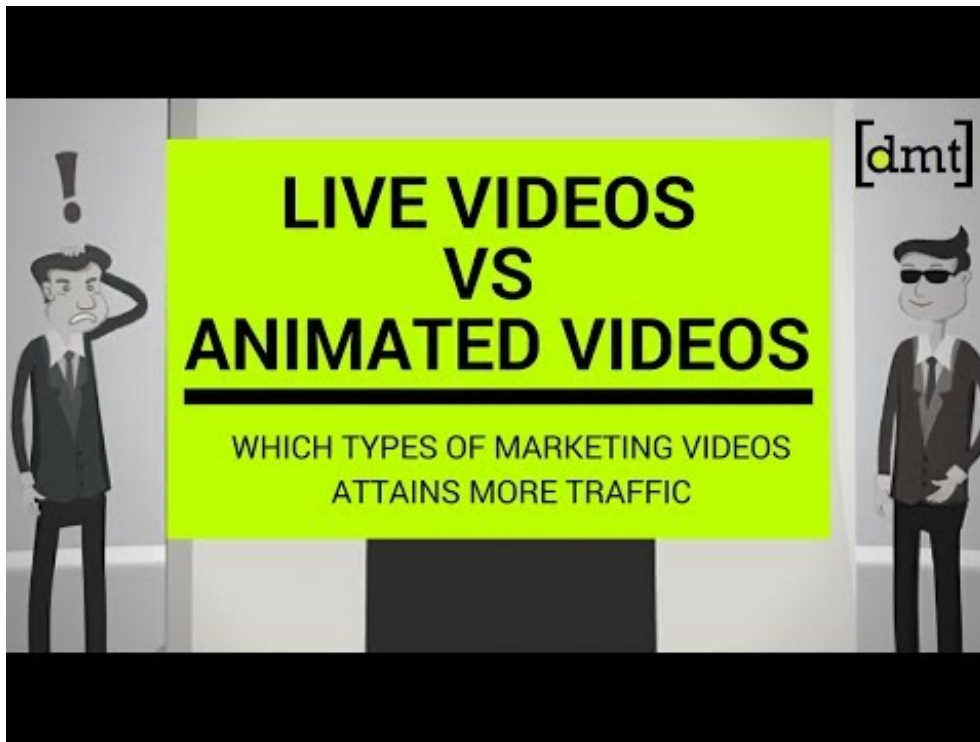 LIVE VIDEOS
VS
ANIMATED VIDEOS
WHICH TYPES OF MARKETING VIDEOS
ATTAINS MORE TRAFFIC
[dmt]
!